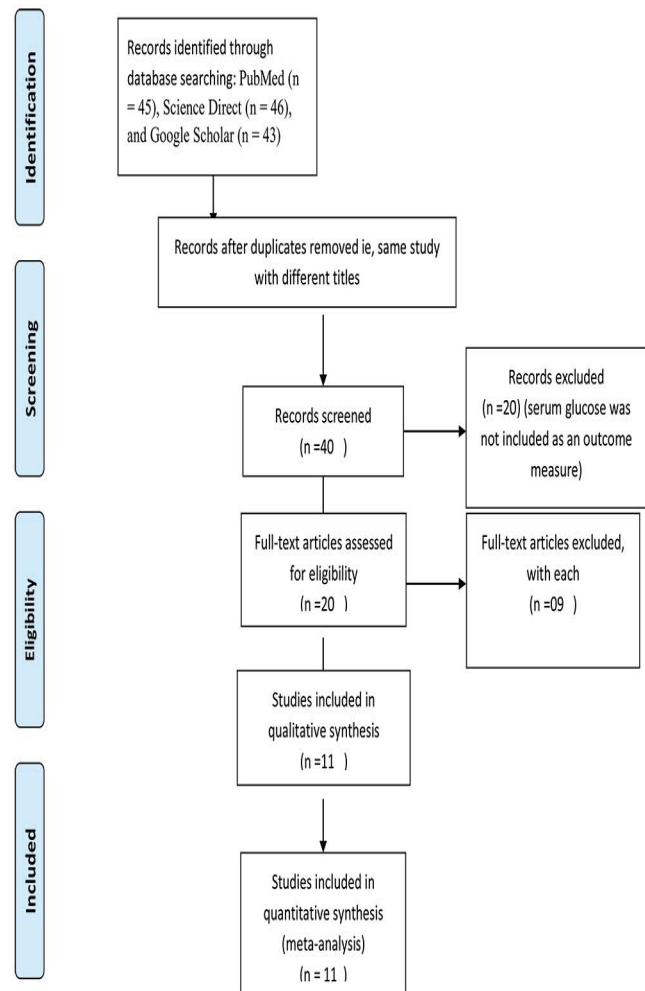 Identification
Records identified through
database searching: PubMed (n
= 45), Science Direct (n = 46),
and Google Scholar (n = 43)
Records after duplicates removed ie, same study
with different titles
Screening
Records screened
(n =40 )
Records excluded
(n =20) (serum glucose was
not included as an outcome
measure)
Eligibility
Full-text articles assessed
for eligibility
(n =20 )
Full-text articles excluded,
with each
(n =09 )
Studies included in
qualitative synthesis
(n =11 )
Included
Studies included in
quantitative synthesis
(meta-analysis)
(n = 11 )